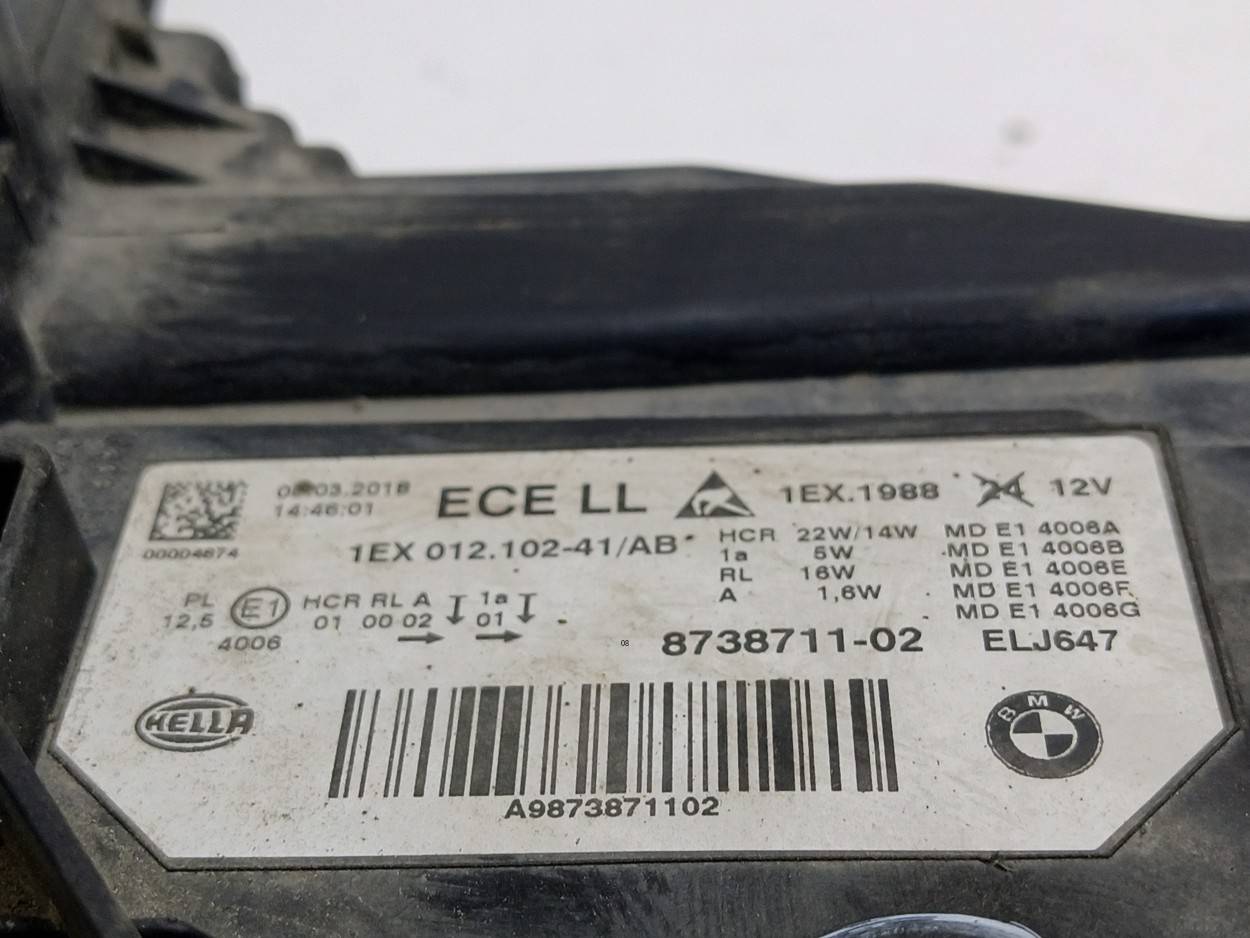 03.2018 ECE LL 1EX.1988 24 12V
14:46:01
00004674 1EX 012.102-41/AB
HCR 22W/14W
1a 5W
RL 16W
A 1,6W
MD E1 4006A
MD E1 4006B
MD E1 4006E
MD E1 4006F
MD E1 4006G
PL E1 HCR RL A 1a
12,5 01 00 02 01
4006
08
8738711-02 ELJ647
HELLA
BMW
A9873871102